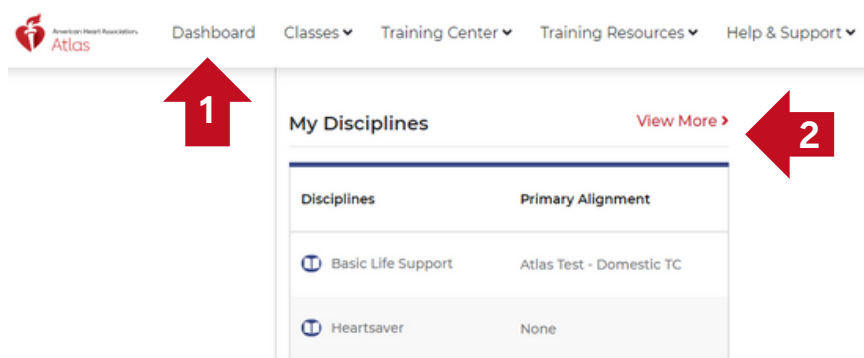 American Heart Association.
Atlas
Dashboard Classes Training Center Training Resources Help & Support
1
My Disciplines View More
2
Disciplines Primary Alignment
Basic Life Support Atlas Test - Domestic TC
Heartsaver None